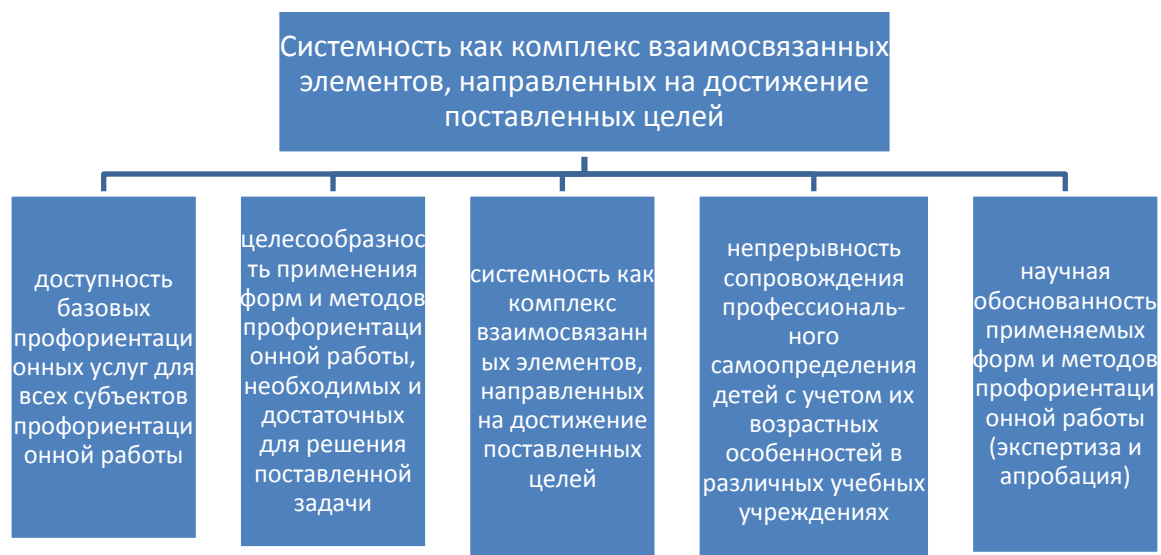 Системность как комплекс взаимосвязанных
элементов, направленных на достижение
поставленных целей
доступность
базовых
профориентаци
онных услуг для
всех субъектов
профориентаци
онной работы
целесообразнос
ть применения
форм и методов
профориентаци
онной работы,
необходимых и
достаточных
для решения
поставленной
задачи
системность как
комплекс
взаимосвязанн
ых элементов,
направленных
на достижение
поставленных
целей
непрерывность
сопровождения
профессиональ-
ного
самоопределения
детей с учетом их
возрастных
особенностей в
различных учебных
учреждениях
научная
обоснованность
применяемых
форм и методов
профориентаци
онной работы
(экспертиза и
апробация)